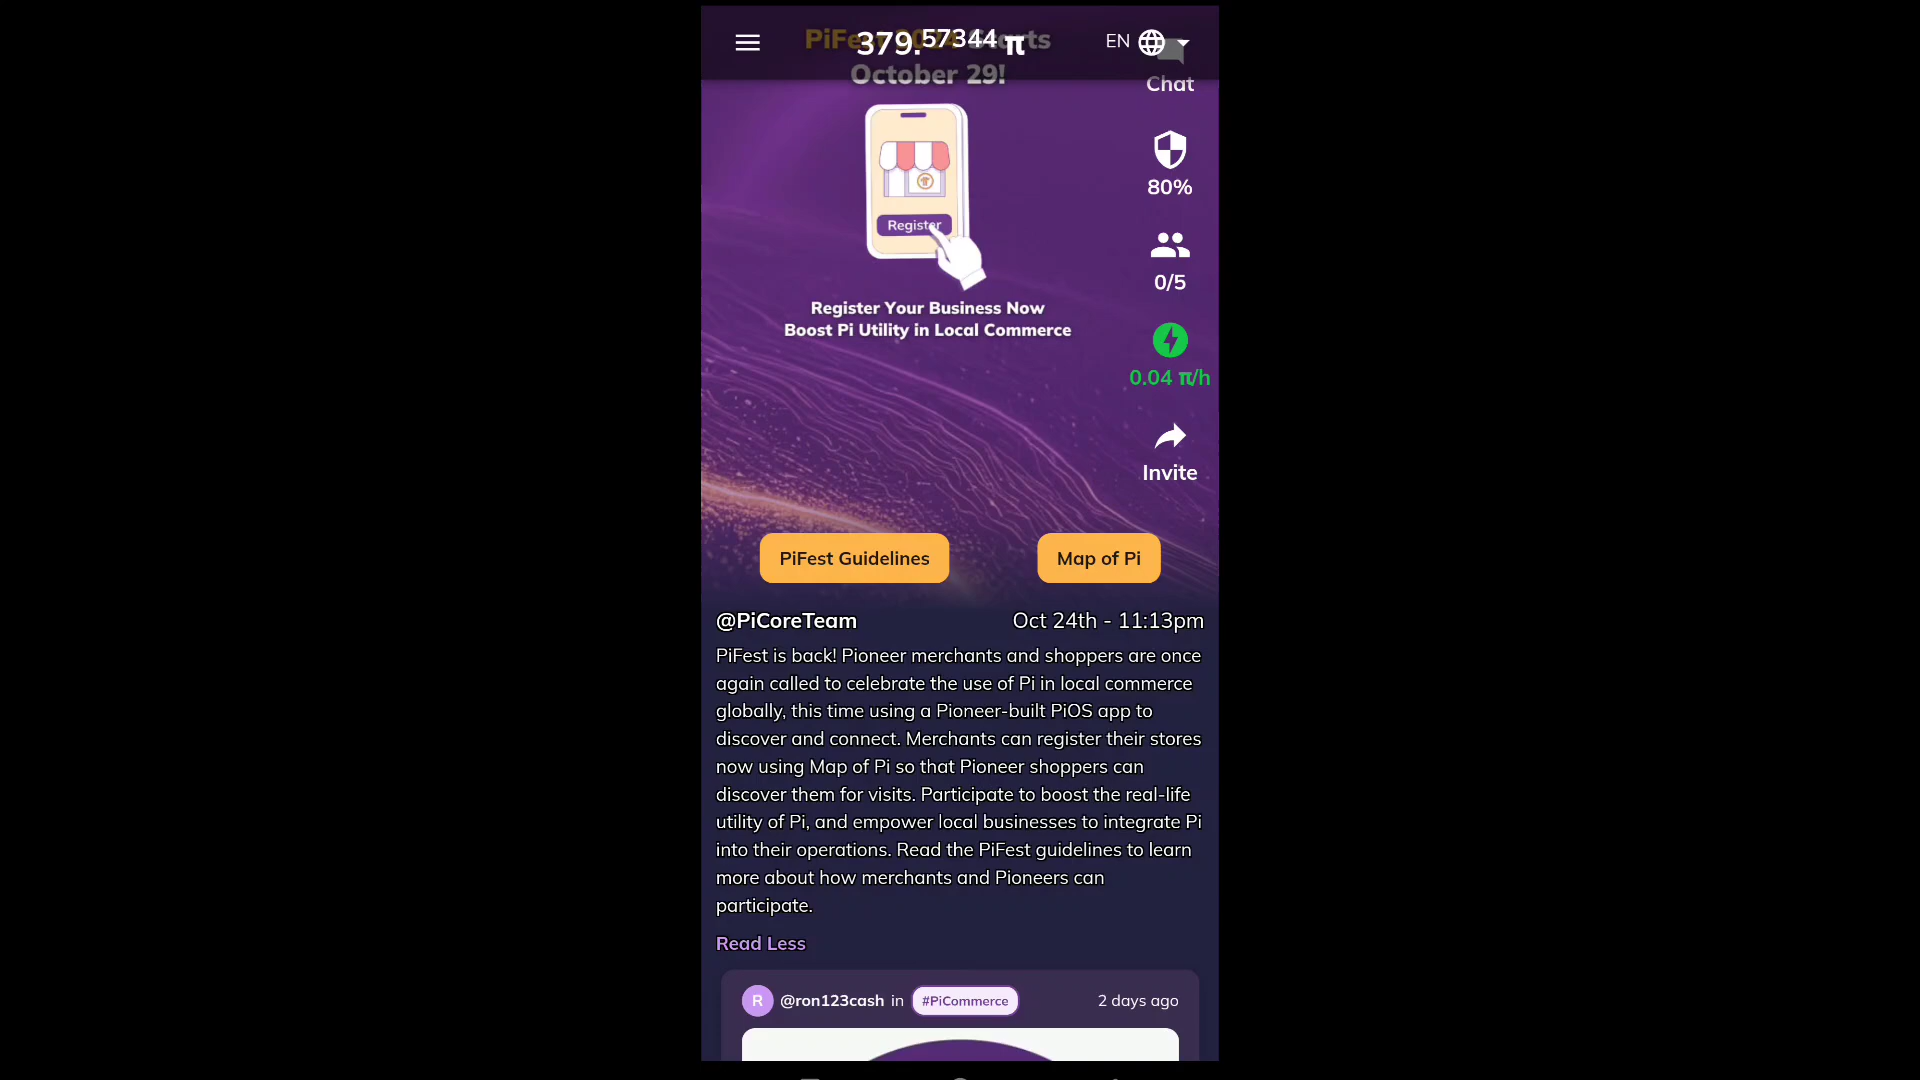 379.57344 π
EN
October 29!
Chat
Register
80%
0/5
Register Your Business Now
Boost Pi Utility in Local Commerce
0.04 π/h
Invite
PiFest Guidelines
Map of Pi
@PiCoreTeam
Oct 24th - 11:13pm
PiFest is back! Pioneer merchants and shoppers are once
again called to celebrate the use of Pi in local commerce
globally, this time using a Pioneer-built PiOS app to
discover and connect. Merchants can register their stores
now using Map of Pi so that Pioneer shoppers can
discover them for visits. Participate to boost the real-life
utility of Pi, and empower local businesses to integrate Pi
into their operations. Read the PiFest guidelines to learn
more about how merchants and Pioneers can
participate.
Read Less
R
@ron123cash in #PiCommerce
2 days ago